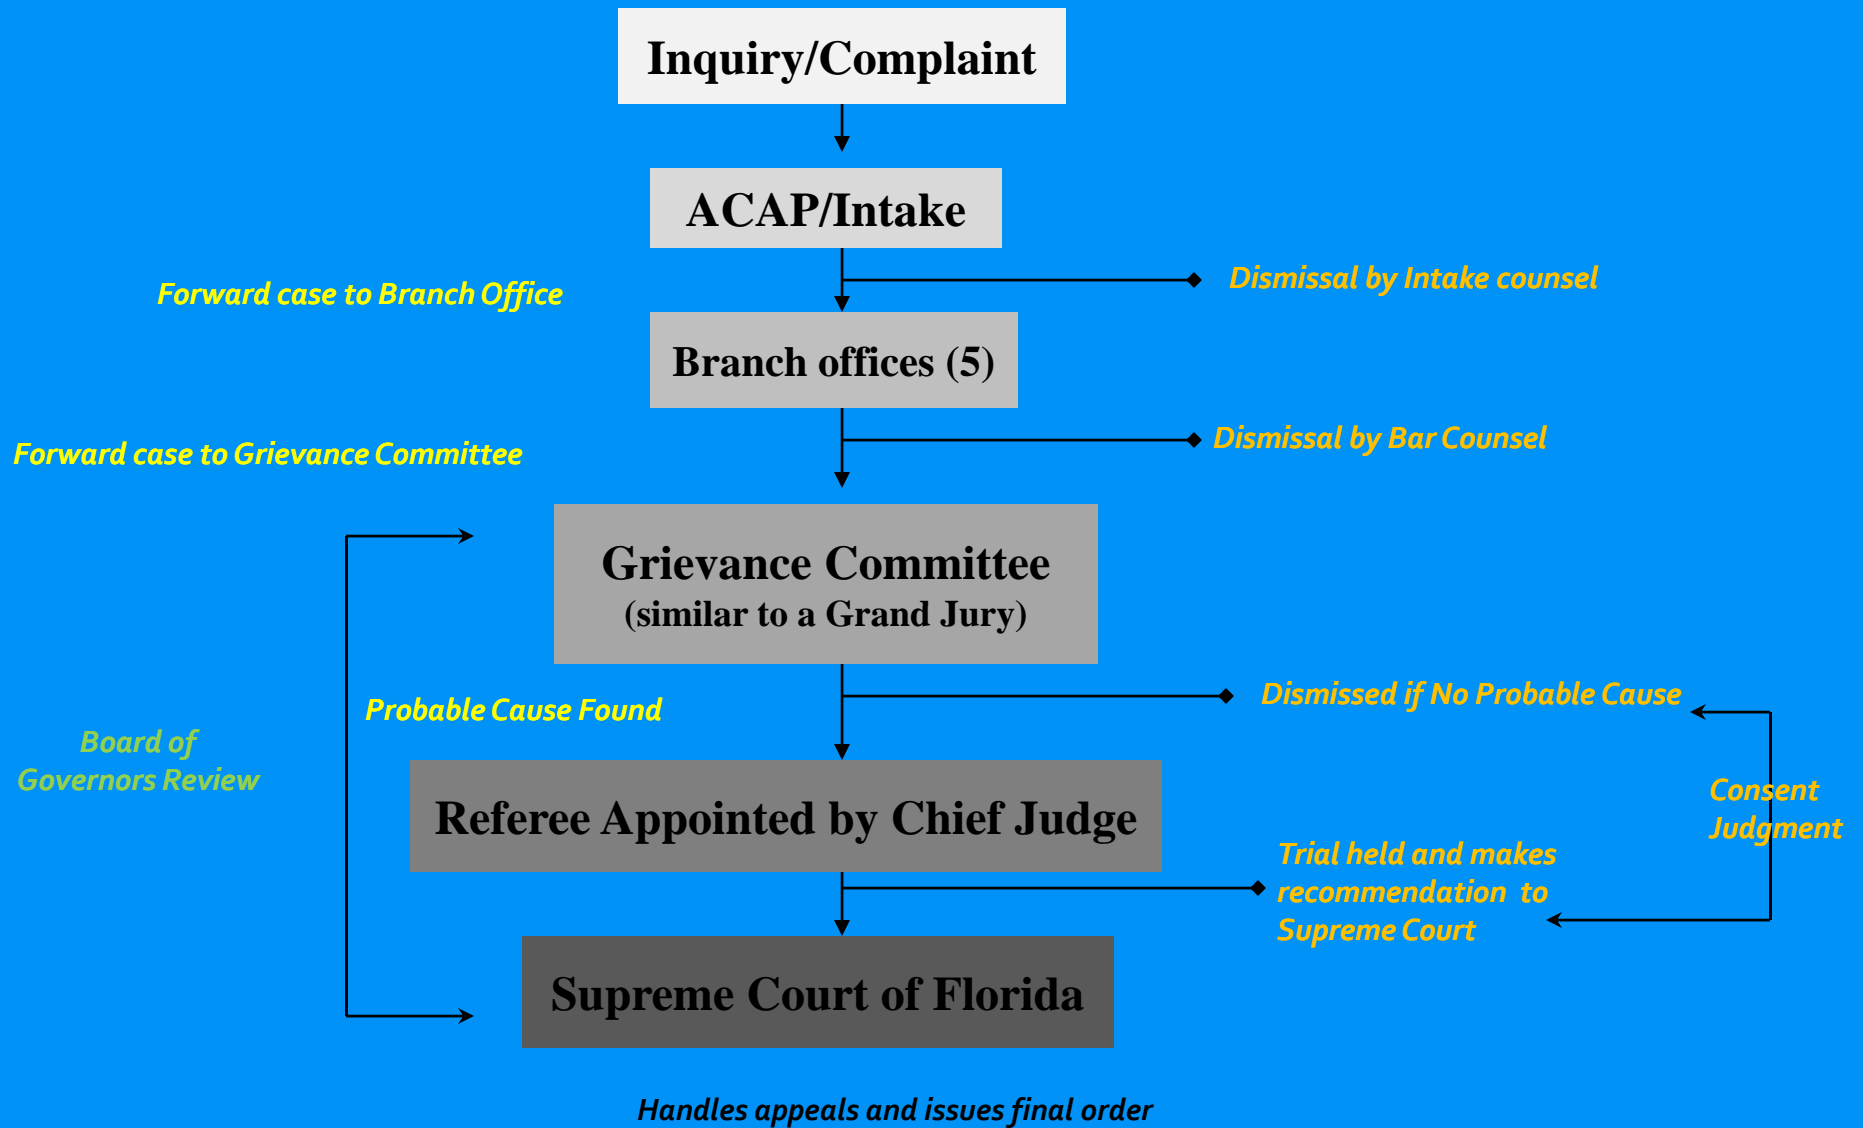 Inquiry/Complaint
ACAP/Intake
Forward case to Branch Office
Dismissal by Intake counsel
Branch offices (5)
Forward case to Grievance Committee
Dismissal by Bar Counsel
Grievance Committee
(similar to a Grand Jury)
Probable Cause Found
Dismissed if No Probable Cause
Board of
Governors Review
Referee Appointed by Chief Judge
Consent
Judgment
Trial held and makes
recommendation to
Supreme Court
Supreme Court of Florida
Handles appeals and issues final order